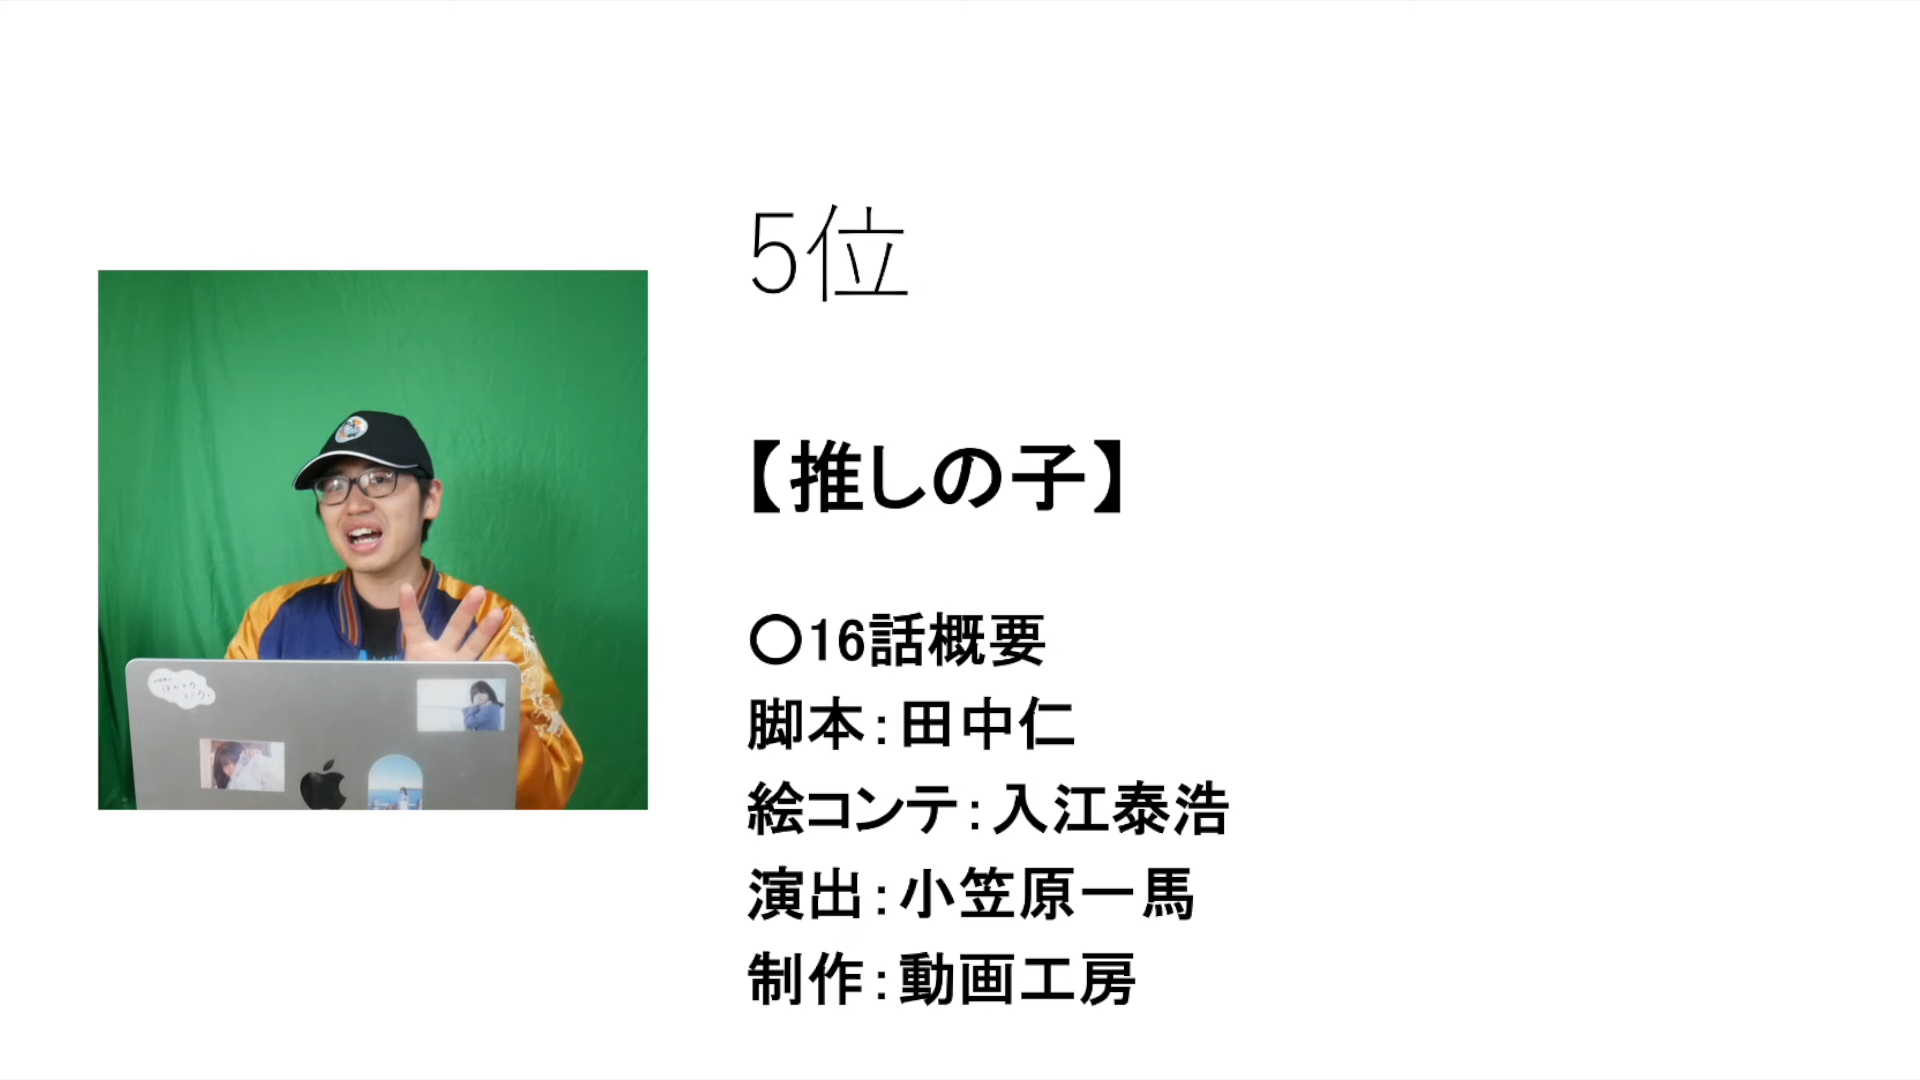 5位
【推しの子】
〇16話概要
脚本:田中仁
絵コンテ:入江泰浩
演出:小笠原一馬
制作:動画工房